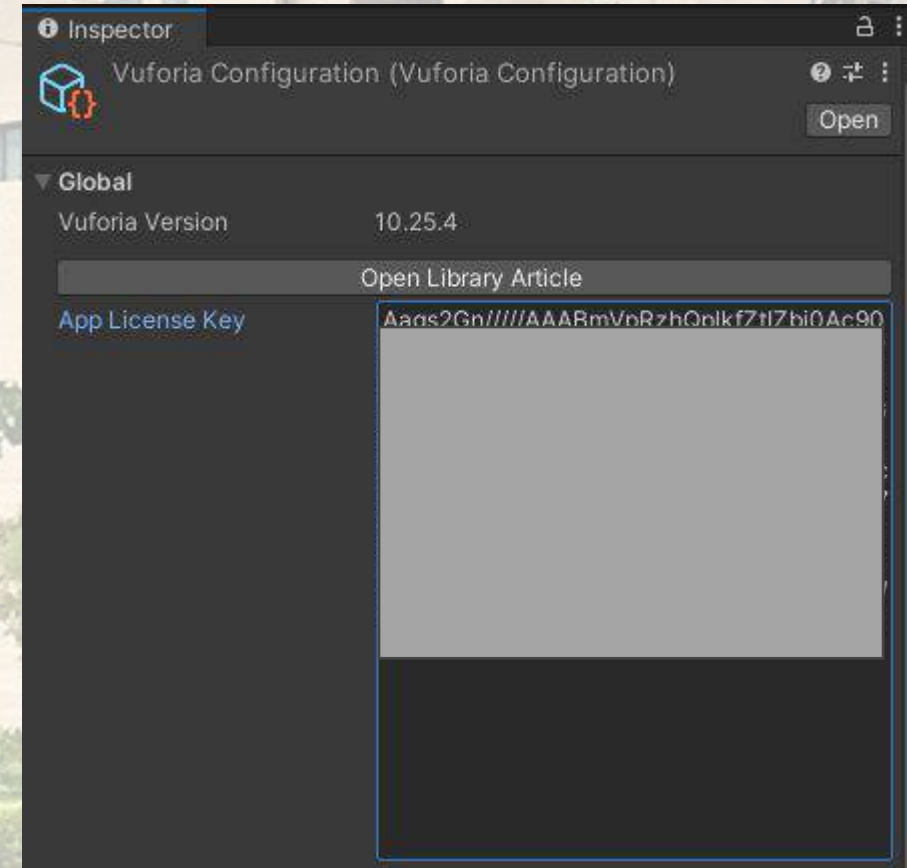 Inspector
Vuforia Configuration (Vuforia Configuration)
Open
Global
Vuforia Version 10.25.4
Open Library Article
App License Key